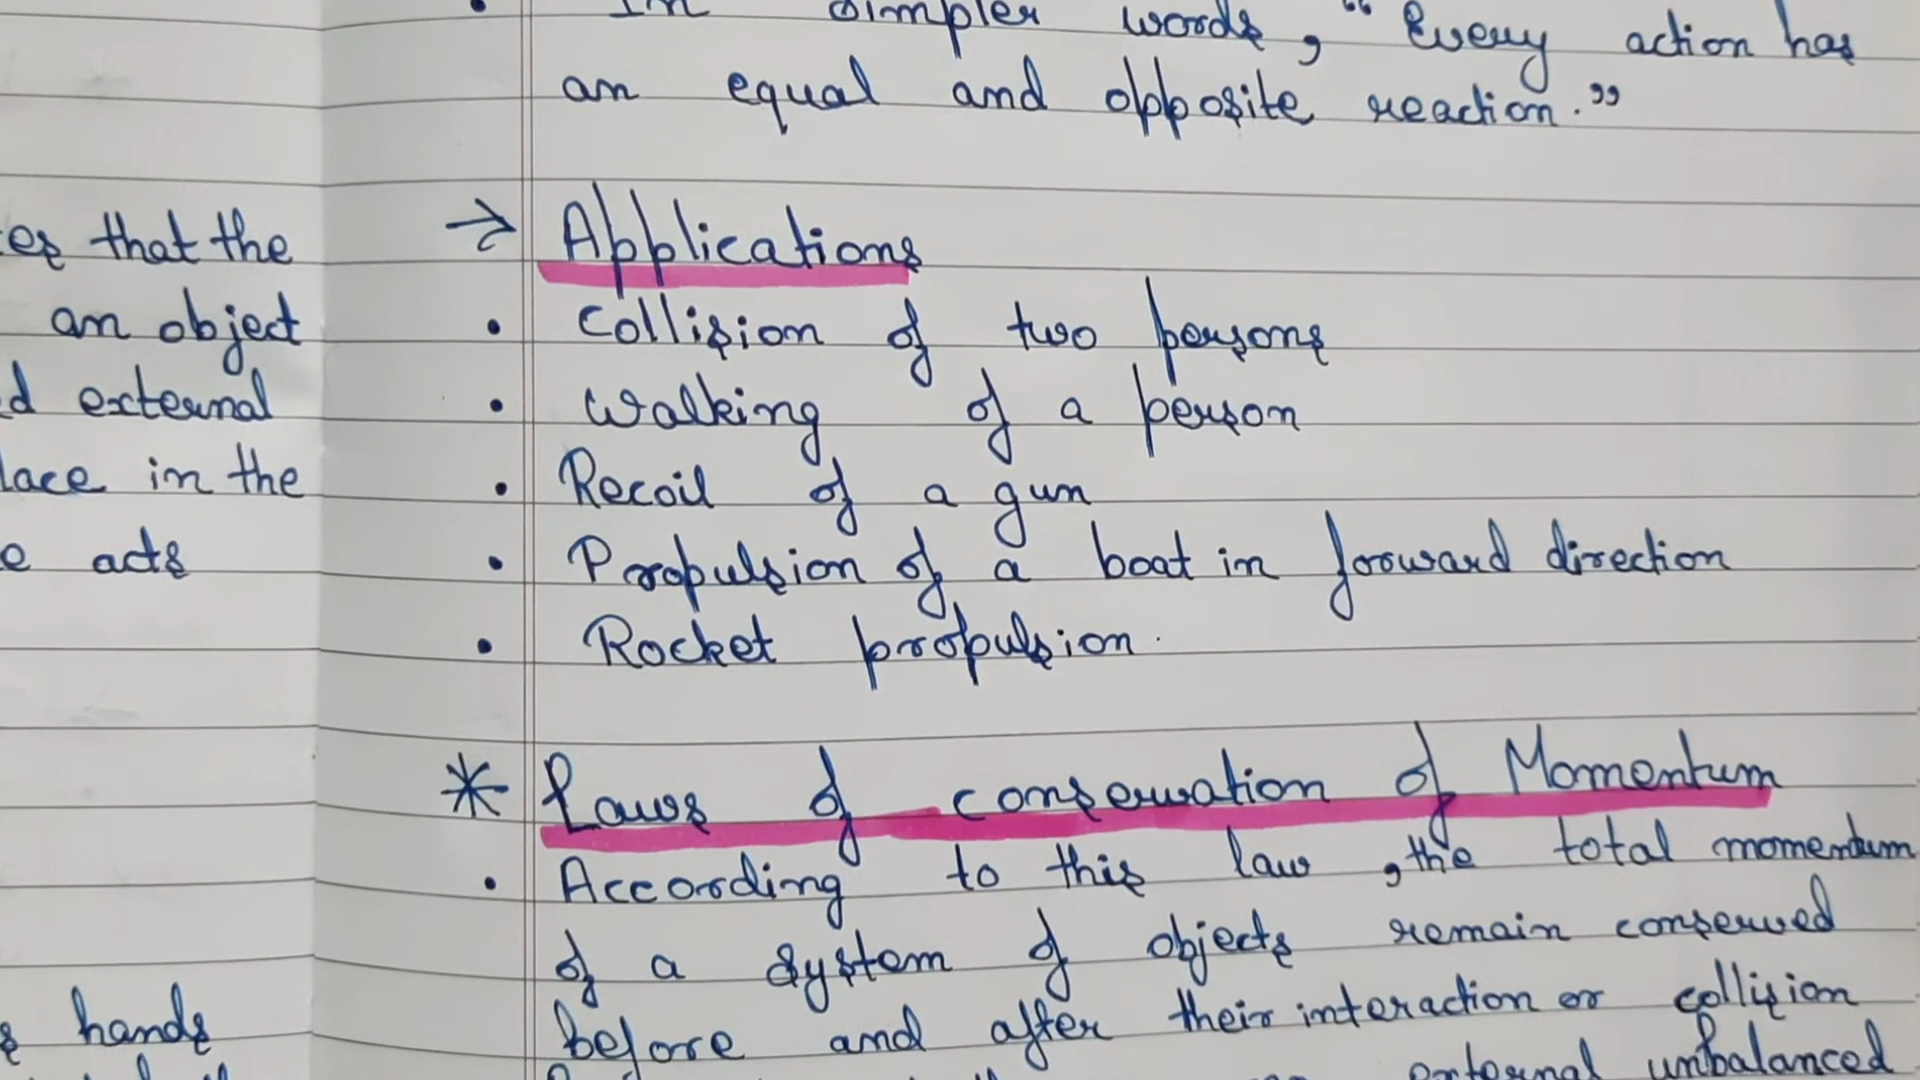 that the
an object
external
in the
acts
hands
• In simpler words, "Every action has
an equal and opposite reaction."
→ Applications
• Collision of two persons
• Walking of a person
• Recoil of a gun
• Propulsion of a boat in forward direction
• Rocket propulsion.
* Laws of conservation of Momentum
• According to this law, the total momentum
of a system of objects remain conserved
before and after their interaction or collision
external unbalanced